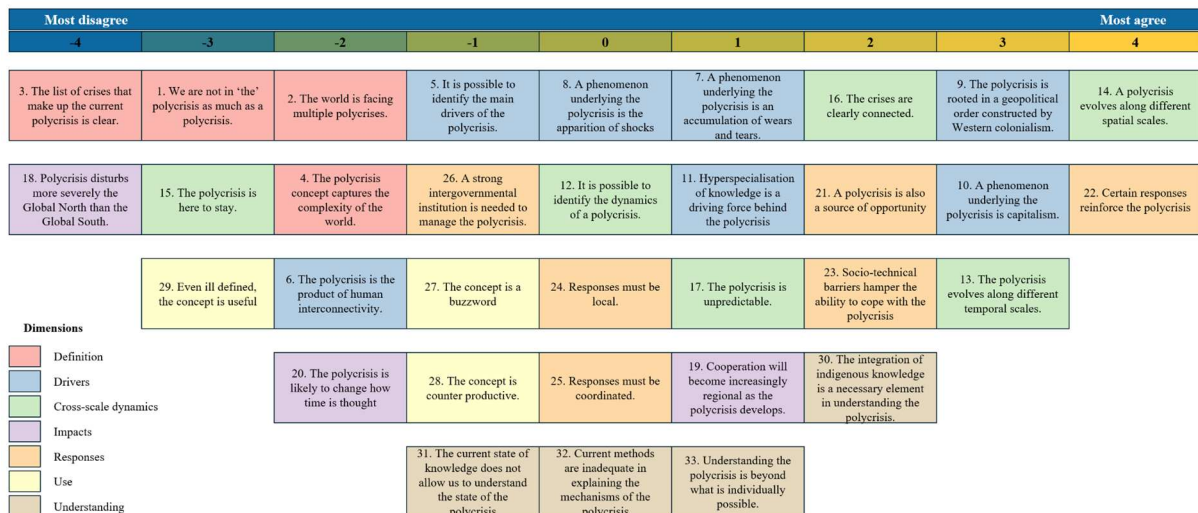 Most disagree
Most agree
-4
-3
-2
-1
0
1
2
3
4
3. The list of crises that
make up the current
polycrisis is clear.
1. We are not in ‘the’
polycrisis as much as a
polycrisis.
2. The world is facing
multiple polycrises.
5. It is possible to
identify the main
drivers of the
polycrisis.
8. A phenomenon
underlying the
polycrisis is the
apparition of shocks
7. A phenomenon
underlying the
polycrisis is an
accumulation of wears
and tears.
16. The crises are
clearly connected.
9. The polycrisis is
rooted in a geopolitical
order constructed by
Western colonialism.
14. A polycrisis
evolves along different
spatial scales.
18. Polycrisis disturbs
more severely the
Global North than the
Global South.
15. The polycrisis is
here to stay.
4. The polycrisis
concept captures the
complexity of the
world.
26. A strong
intergovernmental
institution is needed to
manage the polycrisis.
12. It is possible to
identify the dynamics
of a polycrisis.
11. Hyperspecialisation
of knowledge is a
driving force behind
the polycrisis
21. A polycrisis is also
a source of opportunity
10. A phenomenon
underlying the
polycrisis is capitalism.
22. Certain responses
reinforce the polycrisis
29. Even ill defined,
the concept is useful
6. The polycrisis is the
product of human
interconnectivity.
27. The concept is a
buzzword
24. Responses must be
local.
17. The polycrisis is
unpredictable.
23. Socio-technical
barriers hamper the
ability to cope with the
polycrisis
13. The polycrisis
evolves along different
temporal scales.
20. The polycrisis is
likely to change how
time is thought
28. The concept is
counter productive.
25. Responses must be
coordinated.
19. Cooperation will
become increasingly
regional as the
polycrisis develops.
30. The integration of
indigenous knowledge
is a necessary element
in understanding the
polycrisis.
31. The current state of
knowledge does not
allow us to understand
the state of the
polycrisis
32. Current methods
are inadequate in
explaining the
mechanisms of the
polycrisis
33. Understanding the
polycrisis is beyond
what is individually
possible.
Dimensions
Definition
Drivers
Cross-scale dynamics
Impacts
Responses
Use
Understanding